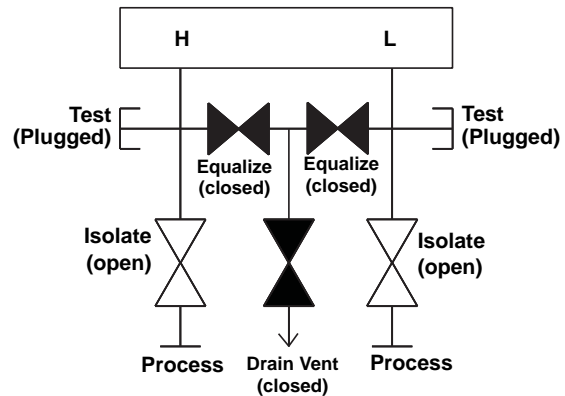 H
L
Test
(Plugged)
Test
(Plugged)
Equalize
(closed)
Equalize
(closed)
Isolate
(open)
Isolate
(open)
Process
Drain Vent
(closed)
Process